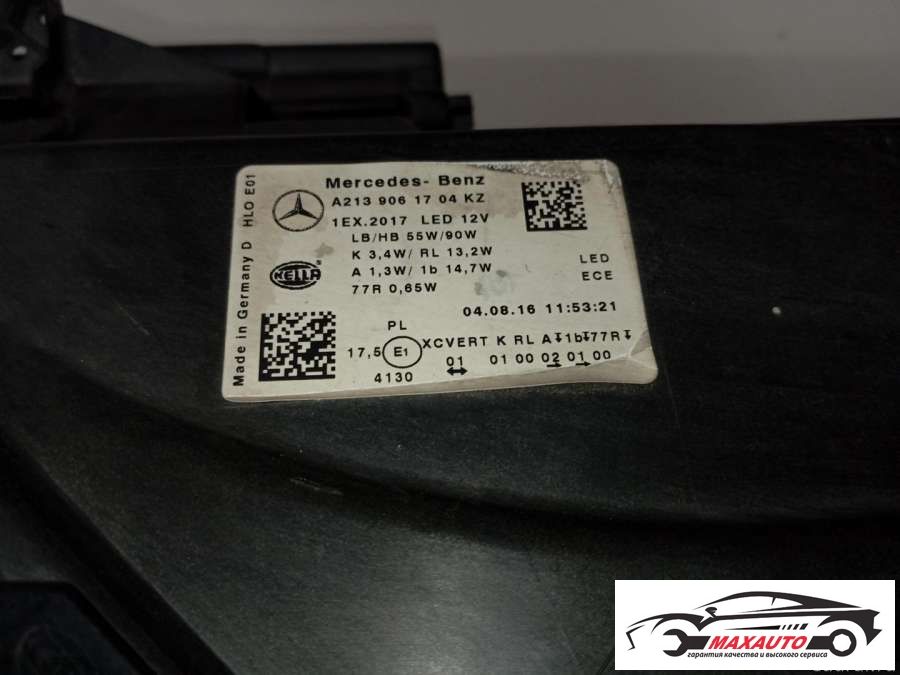 Mercedes- Benz
A213 906 17 04 KZ
1EX.2017 LED 12V
LB/HB 55W/90W
K 3,4W/ RL 13,2W
A 1,3W/ 1b 14,7W
77R 0,65W
LED
ECE
HELLA
04.08.16 11:53:21
PL
17,5 E1 XCVERT K RL A 1b 77R
01 01 00 02 01 00
4130
Made in Germany D HLO E01
MAXAUTO
гарантия качества и высокого сервиса